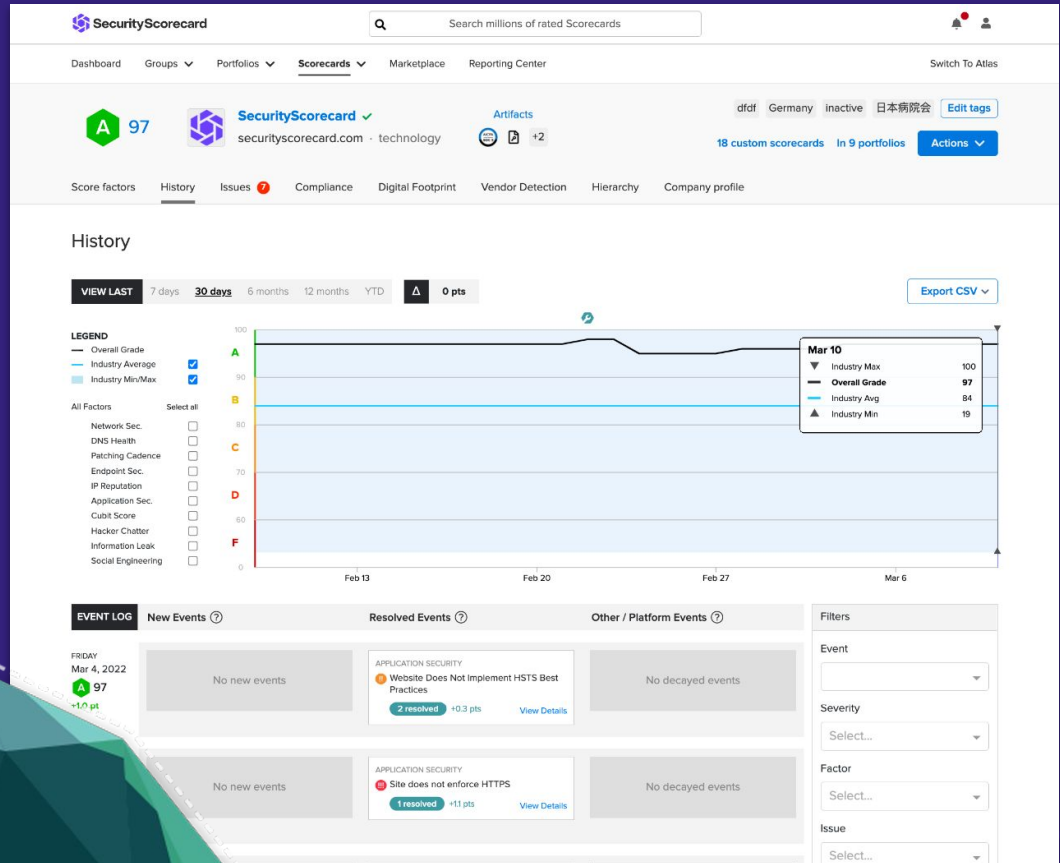 SecurityScorecard
Search millions of rated Scorecards
Dashboard Groups Portfolios Scorecards Marketplace Reporting Center Switch To Atlas
A 97
SecurityScorecard
securityscorecard.com · technology
Artifacts
+2
dfdf Germany inactive 日本病院会 Edit tags
18 custom scorecards In 9 portfolios Actions
Score factors History Issues 7 Compliance Digital Footprint Vendor Detection Hierarchy Company profile
History
VIEW LAST 7 days 30 days 6 months 12 months YTD Δ 0 pts
Export CSV
LEGEND
Overall Grade
Industry Average
Industry Min/Max
All Factors Select all
Network Sec.
DNS Health
Patching Cadence
Endpoint Sec.
IP Reputation
Application Sec.
Cubit Score
Hacker Chatter
Information Leak
Social Engineering
100
A
90
B
80
C
70
D
60
F
0
Feb 13 Feb 20 Feb 27 Mar 6
Mar 10
Industry Max 100
Overall Grade 97
Industry Avg 84
Industry Min 19
EVENT LOG New Events ? Resolved Events ? Other / Platform Events ?
FRIDAY
Mar 4, 2022
A 97
+1.0 pt
No new events
APPLICATION SECURITY
Website Does Not Implement HSTS Best
Practices
2 resolved +0.3 pts View Details
No decayed events
No new events
APPLICATION SECURITY
Site does not enforce HTTPS
1 resolved +1.1 pts View Details
No decayed events
Filters
Event
Severity
Select...
Factor
Select...
Issue
Select...